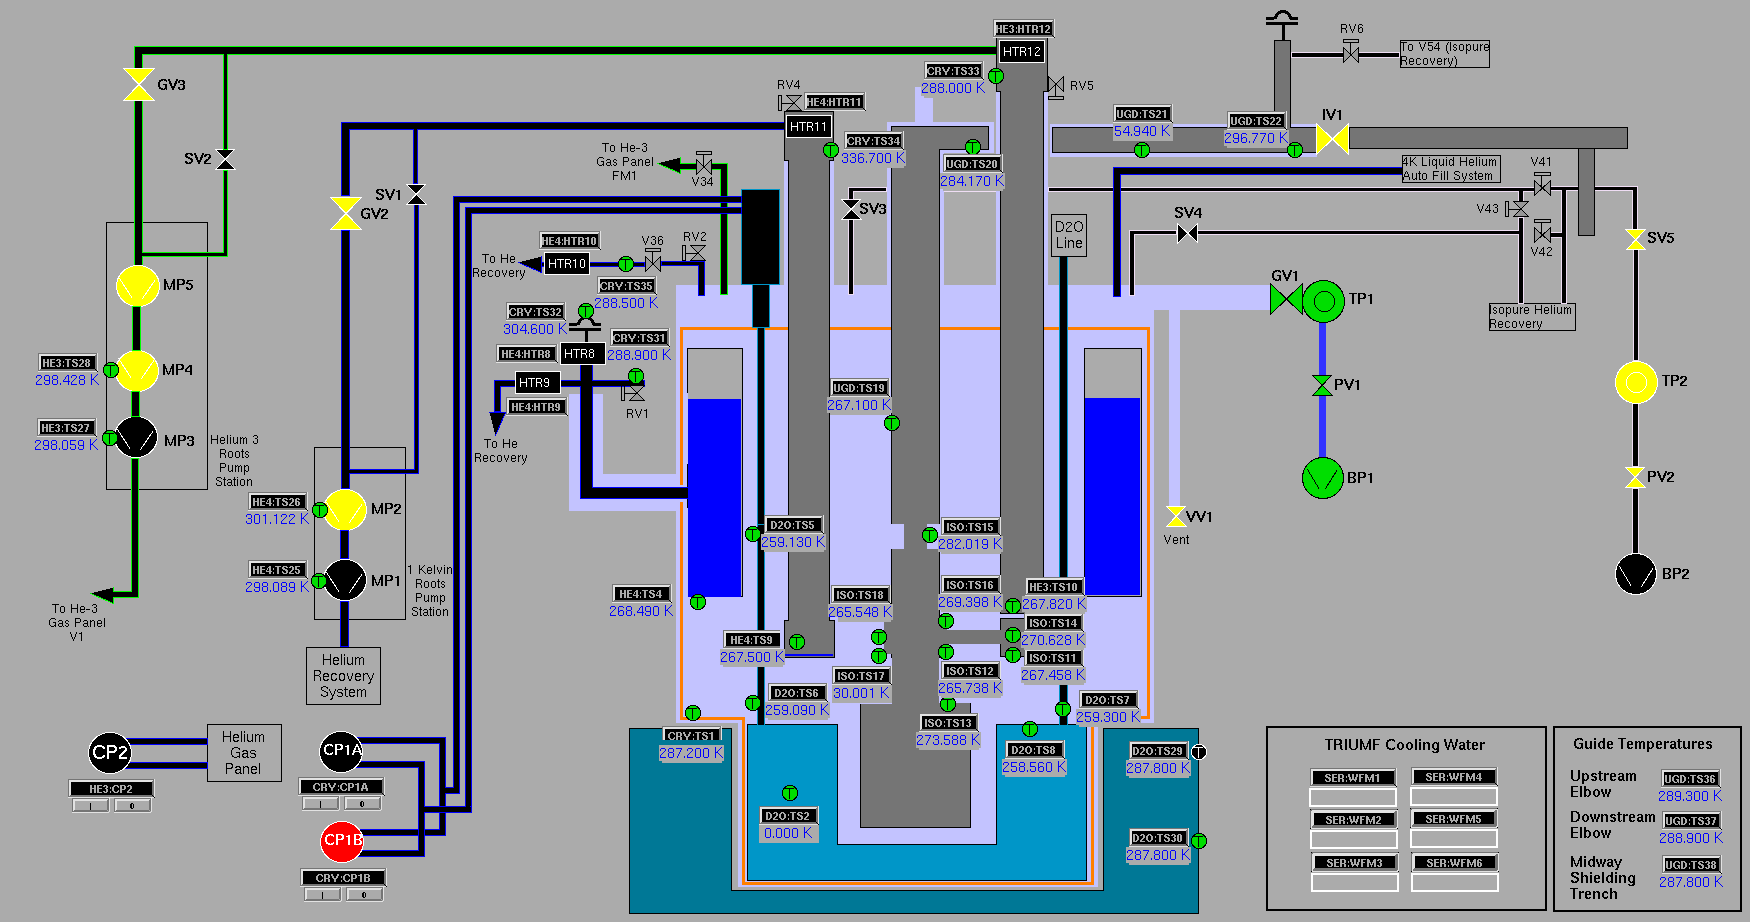 HE3:HTR12
HTR12
RV6
To V54 (Isopure
Recovery)
CRY:TS33
288.000 K
RV5
RV4
HE4:HTR11
HTR11
GV3
SV2
UGD:TS21
54.940 K
UGD:TS22
296.770 K
IV1
CRY:TS34
336.700 K
UGD:TS20
284.170 K
To He-3
Gas Panel
FM1
V34
4K Liquid Helium
Auto Fill System
V41
V43
V42
SV1
GV2
SV3
SV4
SV5
D2O
Line
HE4:HTR10
HTR10
V36
RV2
To He
Recovery
CRY:TS35
288.500 K
MP5
GV1
TP1
CRY:TS32
304.600 K
Isopure Helium
Recovery
HE4:HTR8
HTR8
CRY:TS31
288.900 K
HE3:TS28
298.428 K
MP4
HTR9
HE4:HTR9
RV1
UGD:TS19
267.100 K
PV1
TP2
HE3:TS27
298.059 K
MP3
Helium 3
Roots
Pump
Station
To He
Recovery
BP1
PV2
HE4:TS26
301.122 K
MP2
D2O:TS5
259.130 K
ISO:TS15
282.019 K
VV1
Vent
HE4:TS25
298.089 K
MP1
1 Kelvin
Roots
Pump
Station
BP2
HE4:TS4
268.490 K
ISO:TS18
265.548 K
ISO:TS16
269.398 K
HE3:TS10
267.820 K
ISO:TS14
270.628 K
To He-3
Gas Panel
V1
HE4:TS9
267.500 K
ISO:TS11
267.458 K
Helium
Recovery
System
ISO:TS17
30.001 K
ISO:TS12
265.738 K
D2O:TS6
259.090 K
D2O:TS7
259.300 K
ISO:TS13
273.588 K
CRY:TS1
287.200 K
D2O:TS8
258.560 K
D2O:TS29
287.800 K
CP2
Helium
Gas
Panel
HE3:CP2
I 0
CP1A
CRY:CP1A
I 0
CP1B
CRY:CP1B
I 0
D2O:TS2
0.000 K
D2O:TS30
287.800 K
TRIUMF Cooling Water
SER:WFM1
SER:WFM4
SER:WFM2
SER:WFM5
SER:WFM3
SER:WFM6
Guide Temperatures
Upstream
Elbow
UGD:TS36
289.300 K
Downstream
Elbow
UGD:TS37
288.900 K
Midway
Shielding
Trench
UGD:TS38
287.800 K